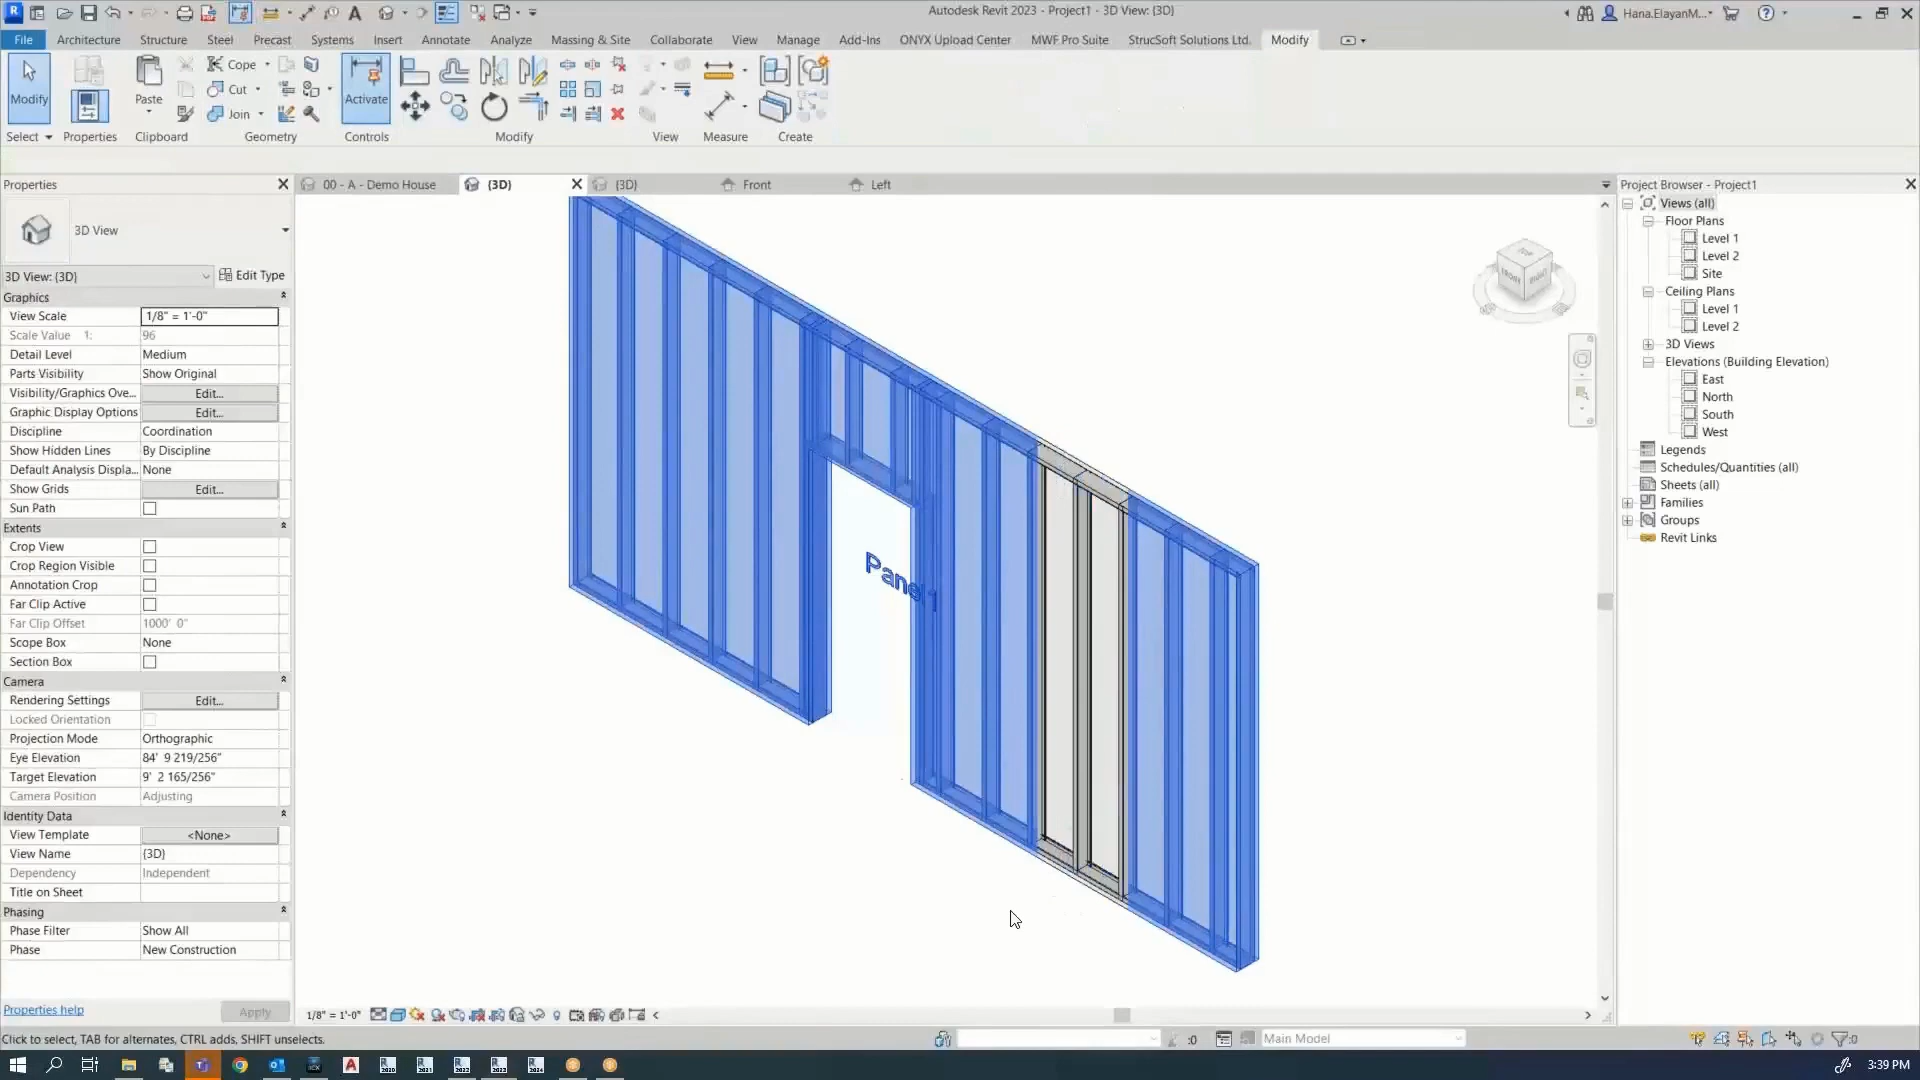 Autodesk Revit 2023 - Project1 - 3D View: {3D}
Hana.ElayanM...
File Architecture Structure Steel Precast Systems Insert Annotate Analyze Massing & Site Collaborate View Manage Add-Ins ONYX Upload Center MWF Pro Suite StrucSoft Solutions Ltd. Modify
Modify
Paste
Cope
Cut
Join
Activate
Select Properties Clipboard Geometry Controls Modify View Measure Create
Properties
00 - A - Demo House {3D} {3D} Front Left
Project Browser - Project1
3D View
3D View: {3D} Edit Type
Graphics
View Scale 1/8" = 1'-0"
Scale Value 1: 96
Detail Level Medium
Parts Visibility Show Original
Visibility/Graphics Ove... Edit...
Graphic Display Options Edit...
Discipline Coordination
Show Hidden Lines By Discipline
Default Analysis Displa... None
Show Grids Edit...
Sun Path
Extents
Crop View
Crop Region Visible
Annotation Crop
Far Clip Active
Far Clip Offset 1000' 0"
Scope Box None
Section Box
Camera
Rendering Settings Edit...
Locked Orientation
Projection Mode Orthographic
Eye Elevation 84' 9 219/256"
Target Elevation 9' 2 165/256"
Camera Position Adjusting
Identity Data
View Template <None>
View Name {3D}
Dependency Independent
Title on Sheet
Phasing
Phase Filter Show All
Phase New Construction
Properties help Apply
TOP
FRONT RIGHT
Views (all)
Floor Plans
Level 1
Level 2
Site
Ceiling Plans
Level 1
Level 2
3D Views
Elevations (Building Elevation)
East
North
South
West
Legends
Schedules/Quantities (all)
Sheets (all)
Families
Groups
Revit Links
1/8" = 1'-0"
Click to select, TAB for alternates, CTRL adds, SHIFT unselects.
:0
Main Model
:0
3:39 PM